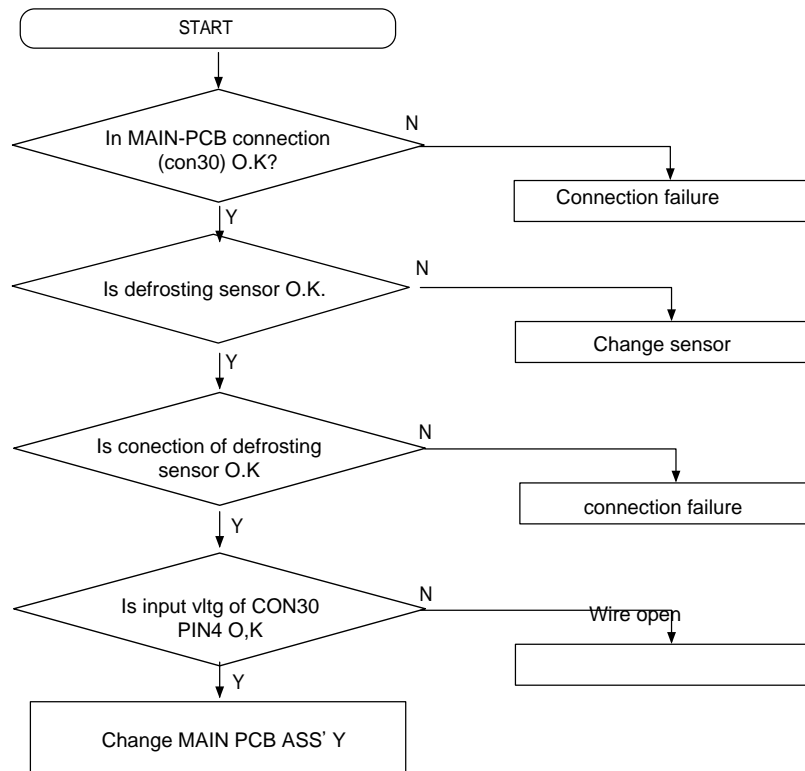 START
In MAIN-PCB connection
(con30) O.K?
N
Connection failure
Y
Is defrosting sensor O.K.
N
Change sensor
Y
Is conection of defrosting
sensor O.K
N
connection failure
Y
Is input vltg of CON30
PIN4 O,K
N
Wire open
Y
Change MAIN PCB ASS' Y